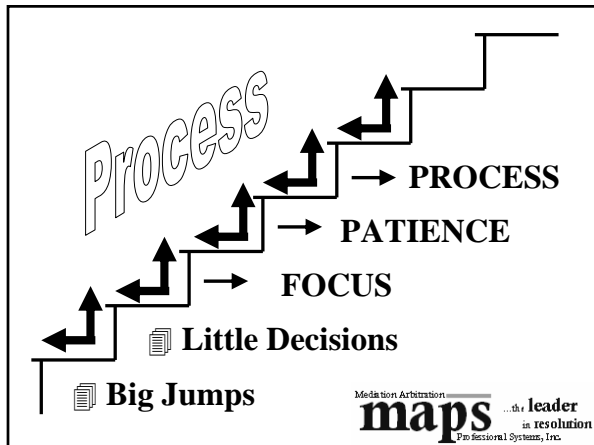 Process
PROCESS
PATIENCE
FOCUS
Little Decisions
Big Jumps
Mediation Arbitration
maps ...the leader
in resolution
Professional Systems, Inc.